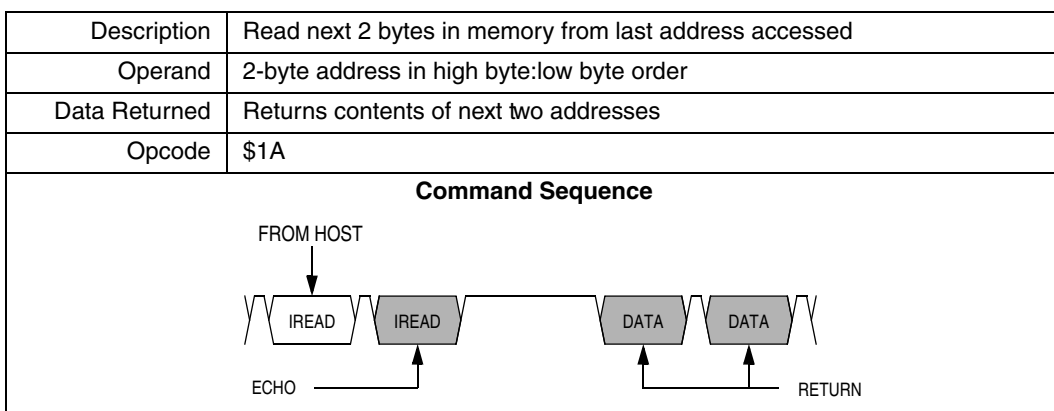 Description Read next 2 bytes in memory from last address accessed
Operand 2-byte address in high byte:low byte order
Data Returned Returns contents of next two addresses
Opcode $1A
Command Sequence
FROM HOST
IREAD IREAD DATA DATA
ECHO RETURN